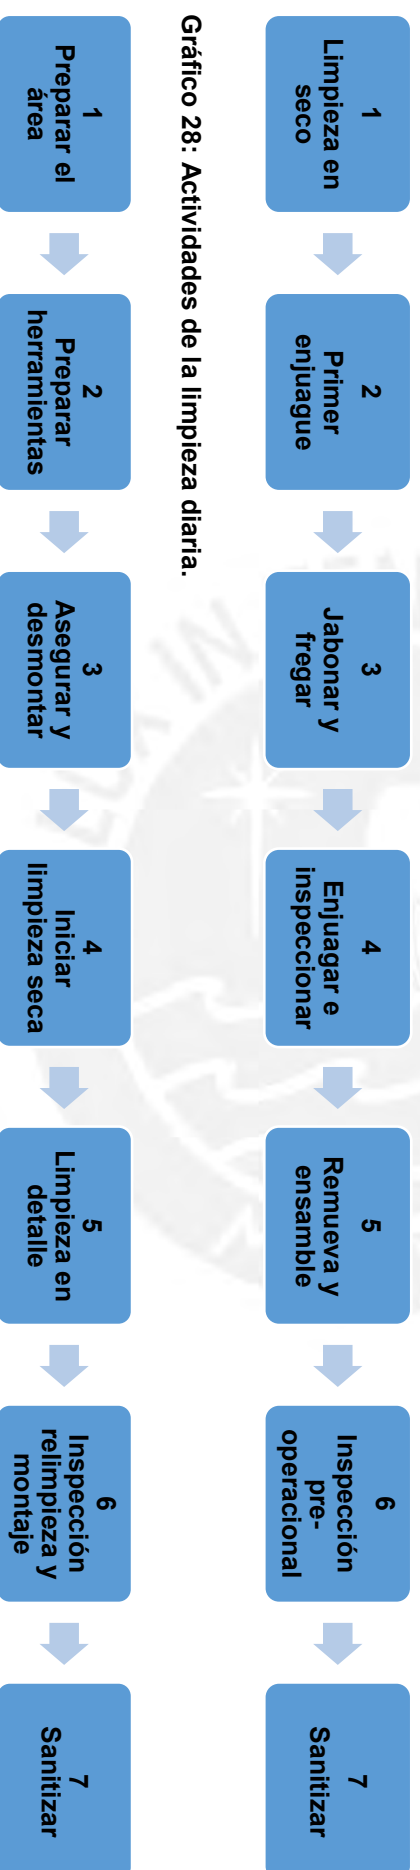 1
Limpieza en
seco
2
Primer
enjuague
3
Jabonar y
fregar
4
Enjuagar e
inspeccionar
5
Remueva y
ensamble
6
Inspección
pre-
operacional
7
Sanitizar
Gráfico 28: Actividades de la limpieza diaria.
1
Preparar el
área
2
Preparar
herramientas
3
Asegurar y
desmontar
4
Iniciar
limpieza seca
5
Limpieza en
detalle
6
Inspección
relimpieza y
montaje
7
Sanitizar